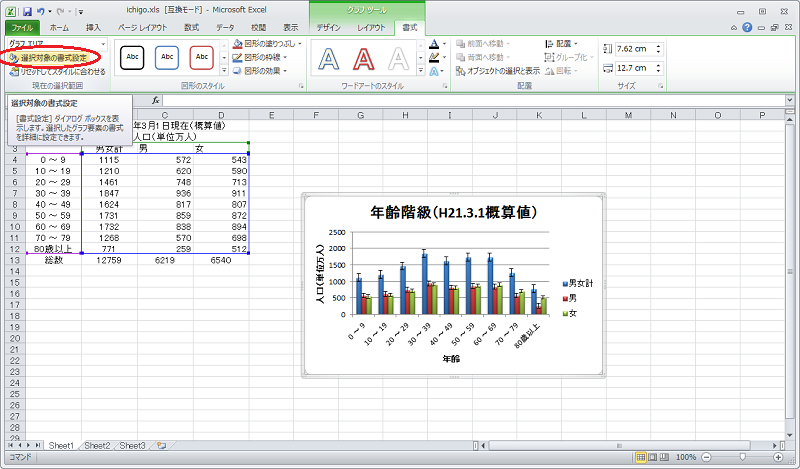 ichigo.xls [互換モード] - Microsoft Excel
グラフ ツール
ファイル ホーム 挿入 ページ レイアウト 数式 データ 校閲 表示 デザイン レイアウト 書式
グラフ エリア
選択対象の書式設定
リセットしてスタイルに合わせる
現在の選択範囲
Abc Abc Abc
図形の塗りつぶし
図形の枠線
図形の効果
図形のスタイル
A A A
ワードアートのスタイル
前面へ移動 配置
背面へ移動 グループ化
オブジェクトの選択と表示 回転
配置
7.62 cm
12.7 cm
サイズ
選択対象の書式設定
[書式設定] ダイアログ ボックスを表
示します。選択したグラフ要素の書式
を詳細に設定できます。
fx
C D E F G H I J K L M N O P
年3月1日現在(概算値)
人口(単位万人)
3 男女計 男 女
4 0 ～ 9 1115 572 543
5 10 ～ 19 1210 620 590
6 20 ～ 29 1461 748 713
7 30 ～ 39 1847 936 911
8 40 ～ 49 1624 817 807
9 50 ～ 59 1731 859 872
10 60 ～ 69 1732 838 894
11 70 ～ 79 1268 570 698
12 80歳以上 771 259 512
13 総数 12759 6219 6540
14
15
16
17
18
19
20
21
22
23
24
25
26
27
28
29
年齢階級(H21.3.1概算値)
人口(単位万人)
2500
2000
1500
1000
500
0
0 ～ 9
10 ～ 19
20 ～ 29
30 ～ 39
40 ～ 49
50 ～ 59
60 ～ 69
70 ～ 79
80歳以上
年齢
男女計
男
女
Sheet1 Sheet2 Sheet3
コマンド 100%